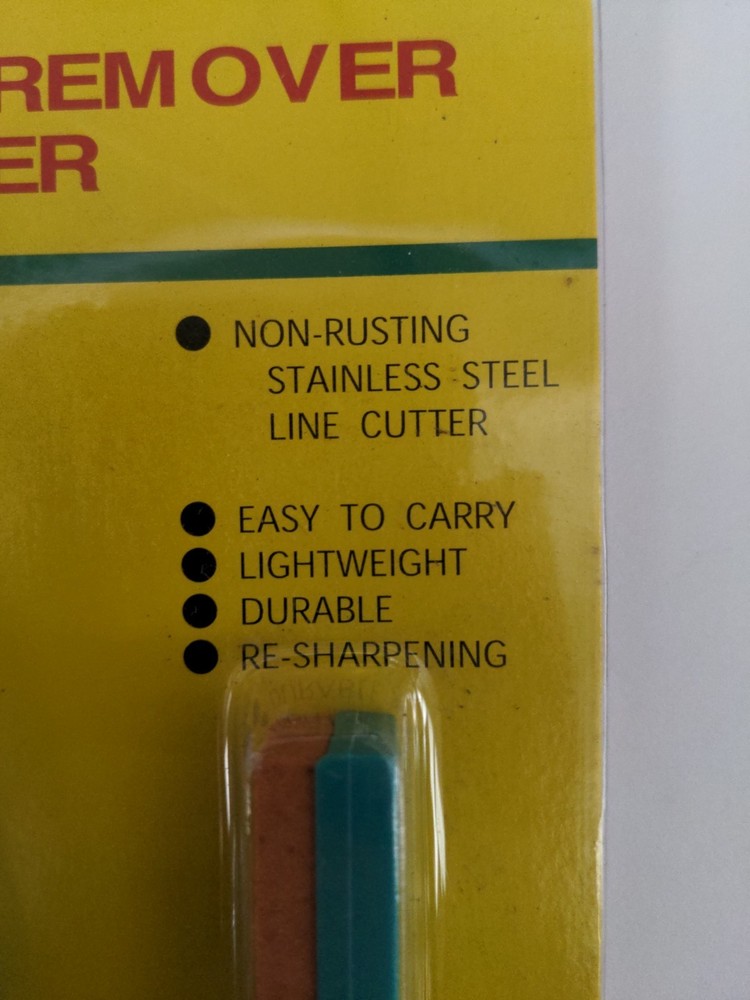 REMOVER
ER
● NON-RUSTING
STAINLESS STEEL
LINE CUTTER
● EASY TO CARRY
● LIGHTWEIGHT
● DURABLE
● RE-SHARPENING